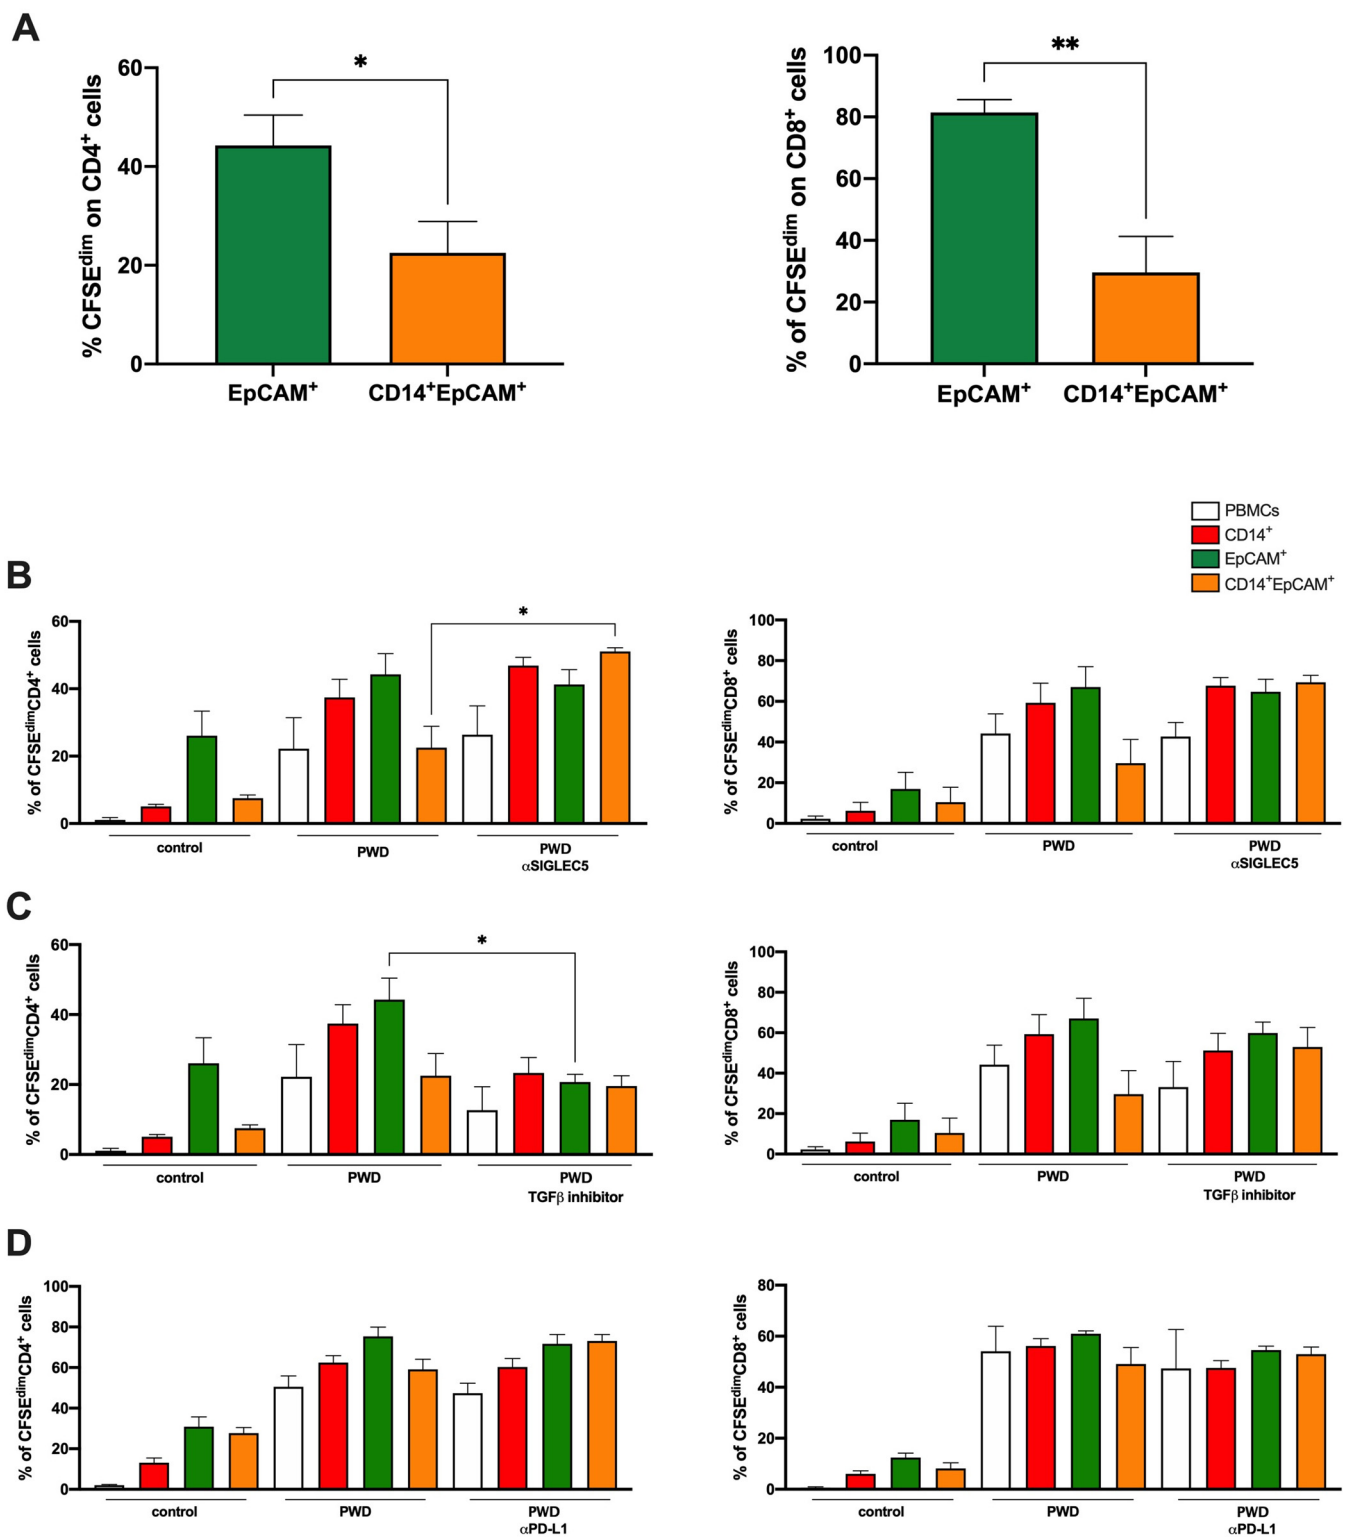 A
% CFSEdim on CD4+ cells
60
40
20
0
*
EpCAM+
CD14+EpCAM+
% of CFSEdim on CD8+ cells
100
80
60
40
20
0
**
EpCAM+
CD14+EpCAM+
PBMCs
CD14+
EpCAM+
CD14+EpCAM+
B
% of CFSEdimCD4+ cells
60
40
20
0
*
control
PWD
PWD
αSIGLEC5
% of CFSEdimCD8+ cells
100
80
60
40
20
0
control
PWD
PWD
αSIGLEC5
C
% of CFSEdimCD4+ cells
60
40
20
0
*
control
PWD
PWD
TGFβ inhibitor
% of CFSEdimCD8+ cells
100
80
60
40
20
0
control
PWD
PWD
TGFβ inhibitor
D
% of CFSEdimCD4+ cells
100
80
60
40
20
0
control
PWD
PWD
αPD-L1
% of CFSEdimCD8+ cells
80
60
40
20
0
control
PWD
PWD
αPD-L1